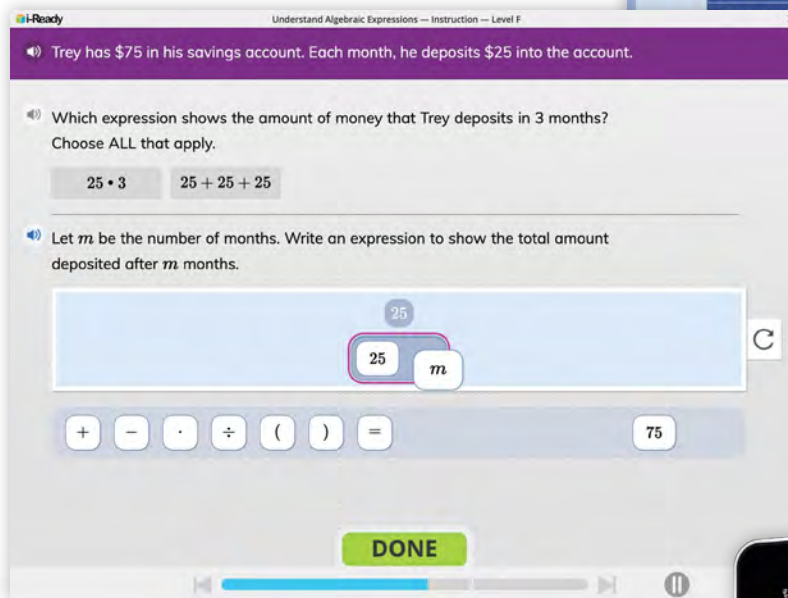 i-Ready
Understand Algebraic Expressions — Instruction — Level F
Trey has $75 in his savings account. Each month, he deposits $25 into the account.
Which expression shows the amount of money that Trey deposits in 3 months?
Choose ALL that apply.
25 • 3
25 + 25 + 25
Let m be the number of months. Write an expression to show the total amount
deposited after m months.
25
25 m
+ − · ÷ ( ) = 75
DONE